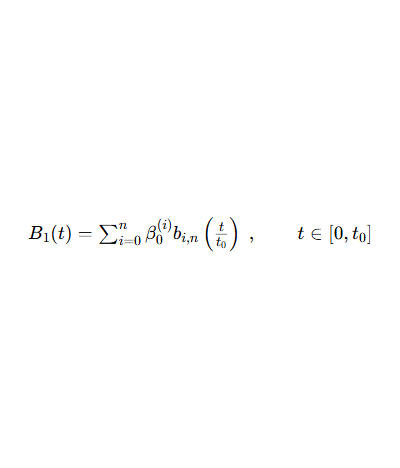 $B_1(t) = \sum_{i=0}^{n} \beta_0^{(i)} b_{i,n} \left( \frac{t}{t_0} \right) \ , \qquad t \in [0, t_0]$